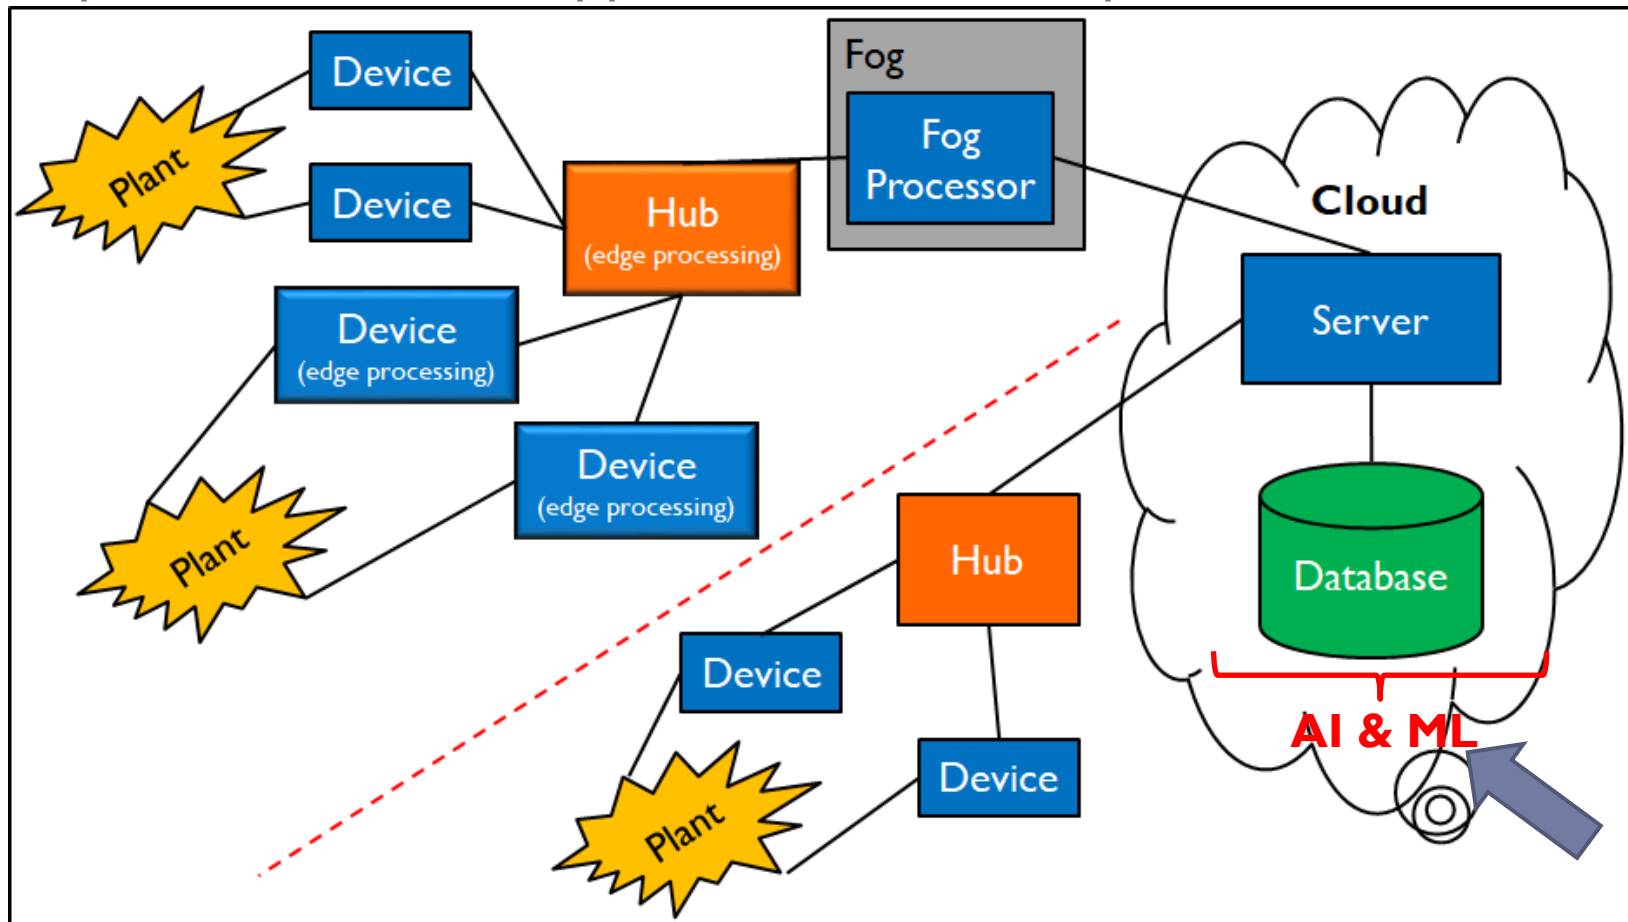 Device
Fog
Plant
Device
Fog
Processor
Hub
(edge processing)
Cloud
Device
(edge processing)
Server
Device
(edge processing)
Plant
Hub
Database
Device
AI & ML
Device
Plant